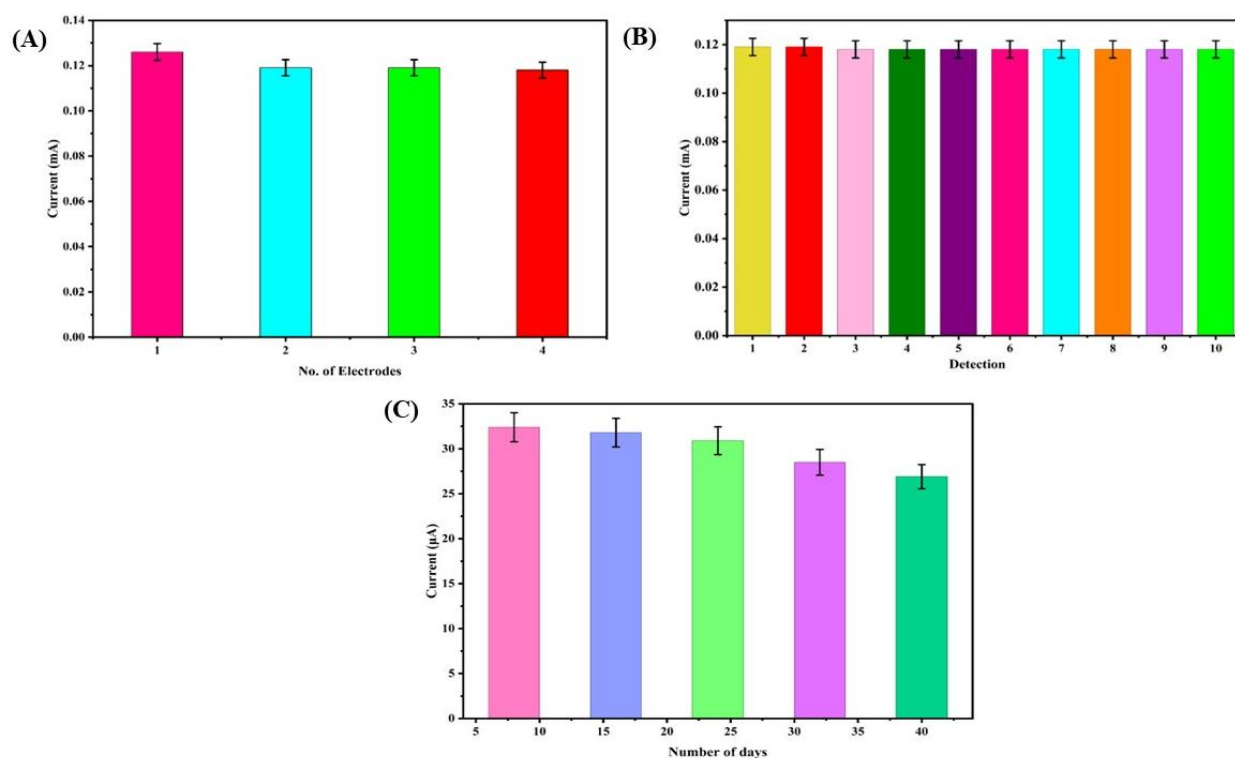 (A)
0.14
0.12
0.10
0.08
0.06
0.04
0.02
0.00
Current (mA)
1 2 3 4
No. of Electrodes
(B)
0.12
0.10
0.08
0.06
0.04
0.02
0.00
Current (mA)
1 2 3 4 5 6 7 8 9 10
Detection
(C)
35
30
25
20
15
10
5
0
Current (µA)
5 10 15 20 25 30 35 40
Number of days